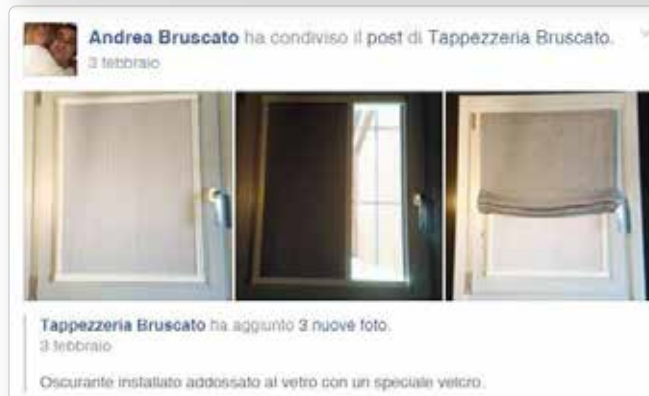 Andrea Bruscato ha condiviso il post di Tappezzeria Bruscato.
3 febbraio
Tappezzeria Bruscato ha aggiunto 3 nuove foto.
3 febbraio
Oscurante installato addossato al vetro con un speciale velcro.